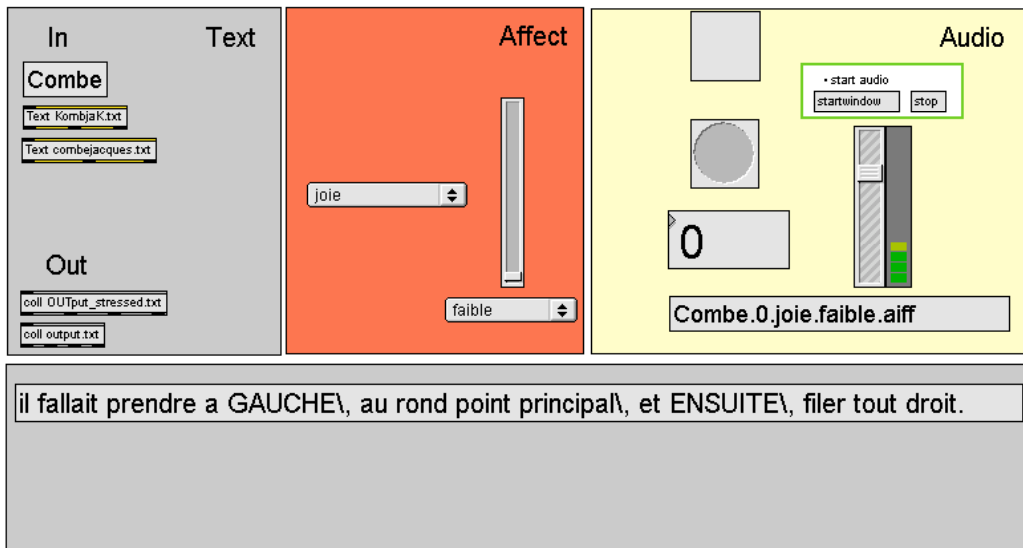 In Text
Combe
Text KombjaK.txt
Text combejacques.txt
Out
coll OUTput_stressed.txt
coll output.txt
Affect
joie
faible
Audio
• start audio
startwindow stop
0
Combe.0.joie.faible.aiff
il fallait prendre a GAUCHE\, au rond point principal\, et ENSUITE\, filer tout droit.